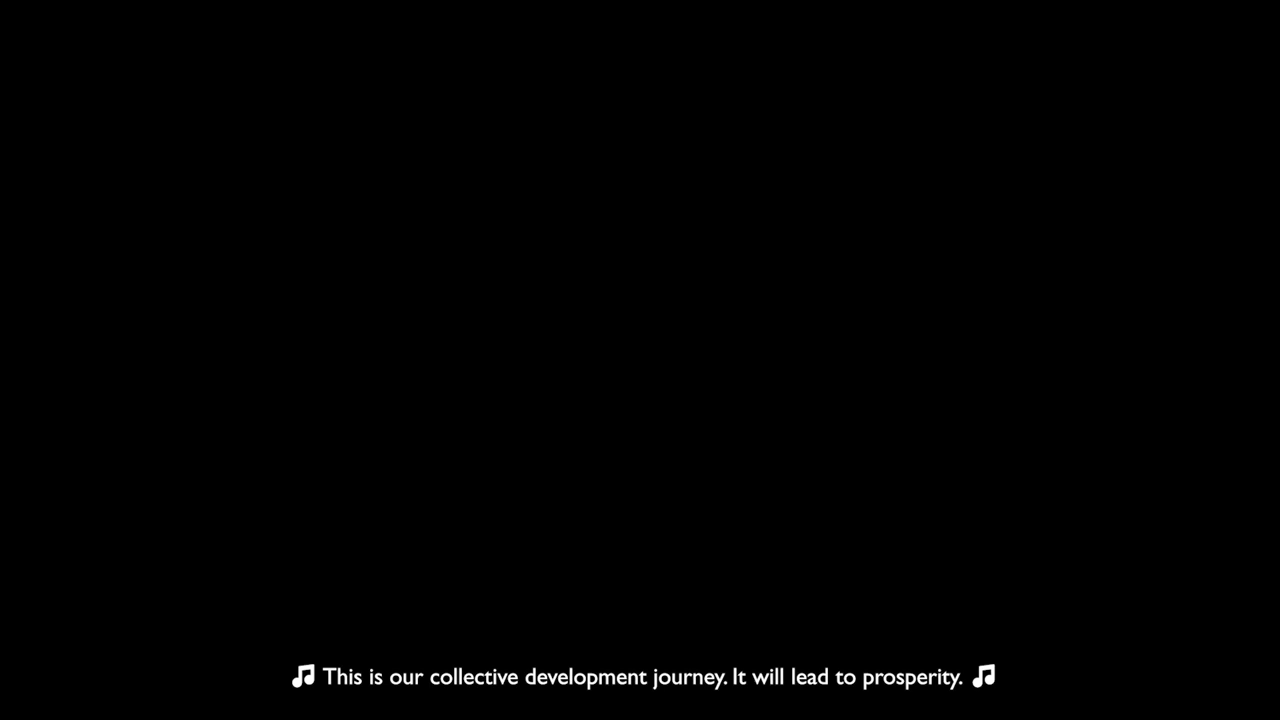 🎵 This is our collective development journey. It will lead to prosperity. 🎵